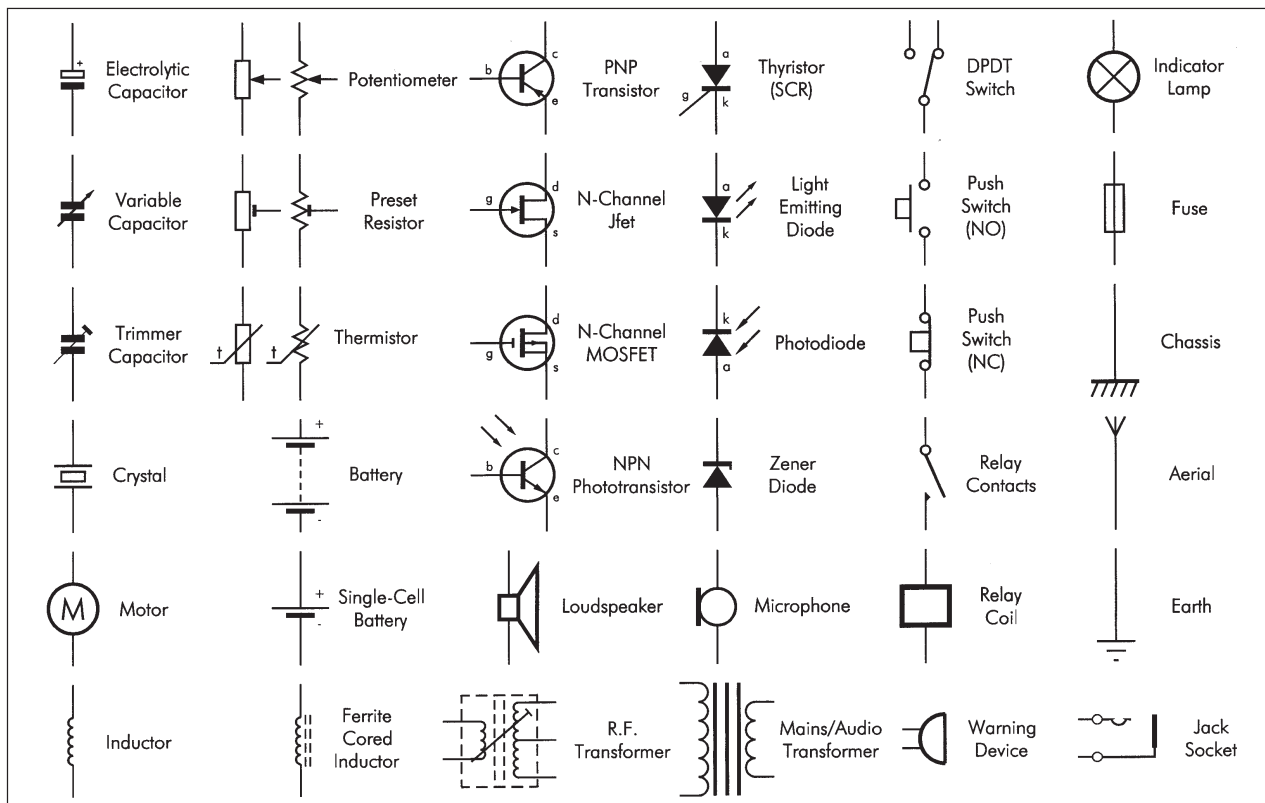 +
Electrolytic
Capacitor
Potentiometer
b
c
e
PNP
Transistor
a
g
k
Thyristor
(SCR)
DPDT
Switch
Indicator
Lamp
Variable
Capacitor
Preset
Resistor
g
d
s
N-Channel
Jfet
a
k
Light
Emitting
Diode
Push
Switch
(NO)
Fuse
Trimmer
Capacitor
t
t
Thermistor
g
d
s
N-Channel
MOSFET
k
a
Photodiode
Push
Switch
(NC)
Chassis
Crystal
+
-
Battery
b
c
e
NPN
Phototransistor
Zener
Diode
Relay
Contacts
Aerial
M
Motor
+
-
Single-Cell
Battery
Loudspeaker
Microphone
Relay
Coil
Earth
Inductor
Ferrite
Cored
Inductor
R.F.
Transformer
Mains/Audio
Transformer
Warning
Device
Jack
Socket